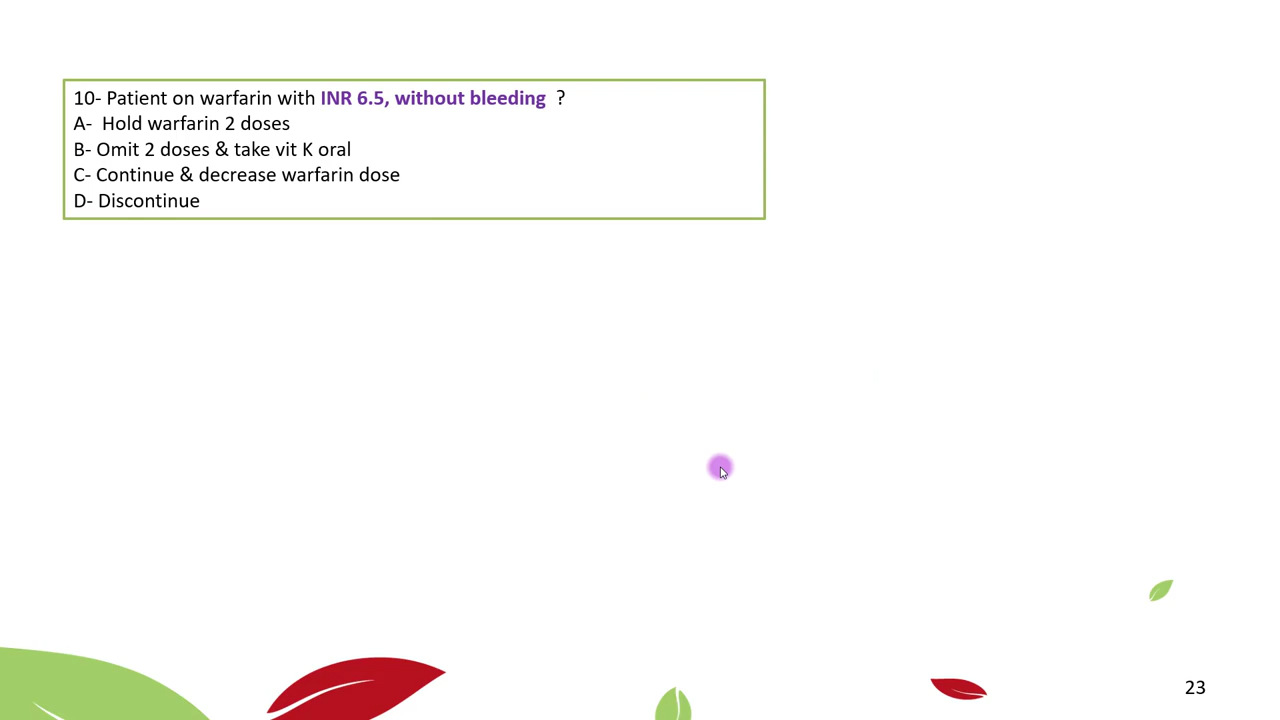 10- Patient on warfarin with INR 6.5, without bleeding ?
A- Hold warfarin 2 doses
B- Omit 2 doses & take vit K oral
C- Continue & decrease warfarin dose
D- Discontinue
23